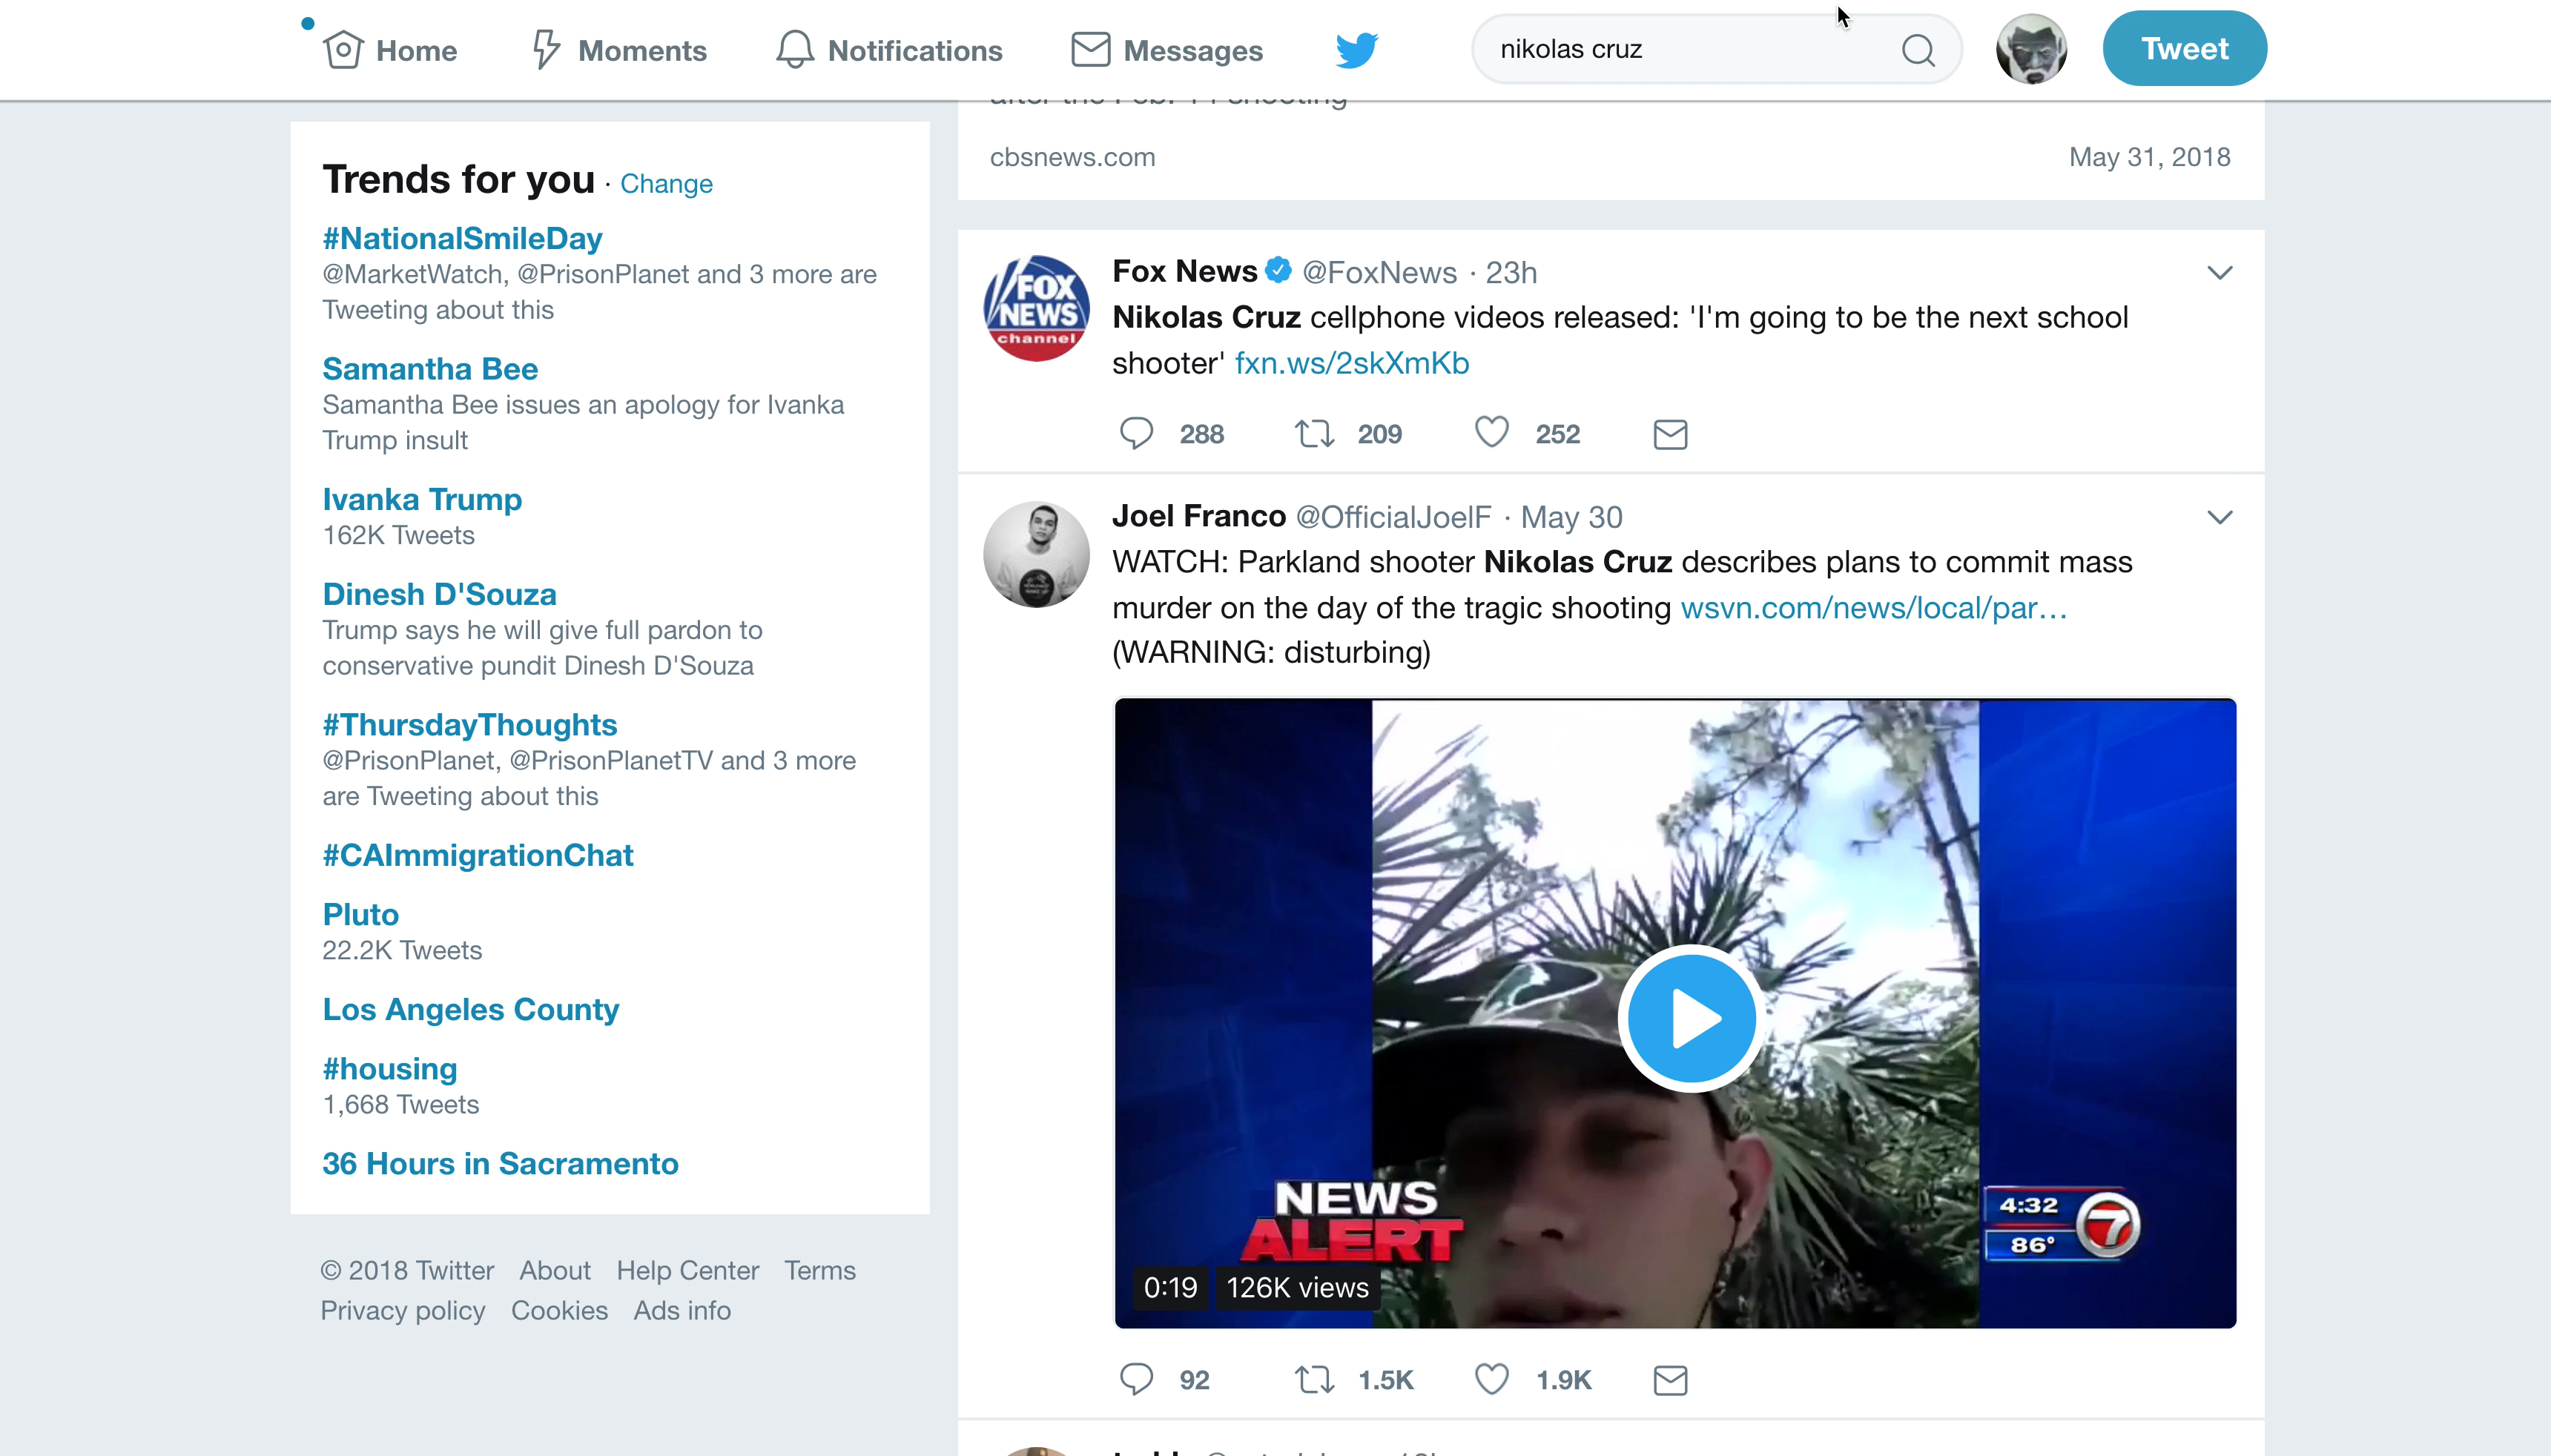 Home
Moments
Notifications
Messages
nikolas cruz
Tweet
Trends for you · Change
#NationalSmileDay
@MarketWatch, @PrisonPlanet and 3 more are
Tweeting about this
Samantha Bee
Samantha Bee issues an apology for Ivanka
Trump insult
Ivanka Trump
162K Tweets
Dinesh D'Souza
Trump says he will give full pardon to
conservative pundit Dinesh D'Souza
#ThursdayThoughts
@PrisonPlanet, @PrisonPlanetTV and 3 more
are Tweeting about this
#CAImmigrationChat
Pluto
22.2K Tweets
Los Angeles County
#housing
1,668 Tweets
36 Hours in Sacramento
© 2018 Twitter About Help Center Terms
Privacy policy Cookies Ads info
after the Feb. 14 shooting
cbsnews.com
May 31, 2018
FOX
NEWS
channel
Fox News @FoxNews · 23h
Nikolas Cruz cellphone videos released: 'I'm going to be the next school
shooter' fxn.ws/2skXmKb
288 209 252
Joel Franco @OfficialJoelF · May 30
WATCH: Parkland shooter Nikolas Cruz describes plans to commit mass
murder on the day of the tragic shooting wsvn.com/news/local/par…
(WARNING: disturbing)
NEWS
ALERT
4:32
86°
7
0:19 126K views
92 1.5K 1.9K